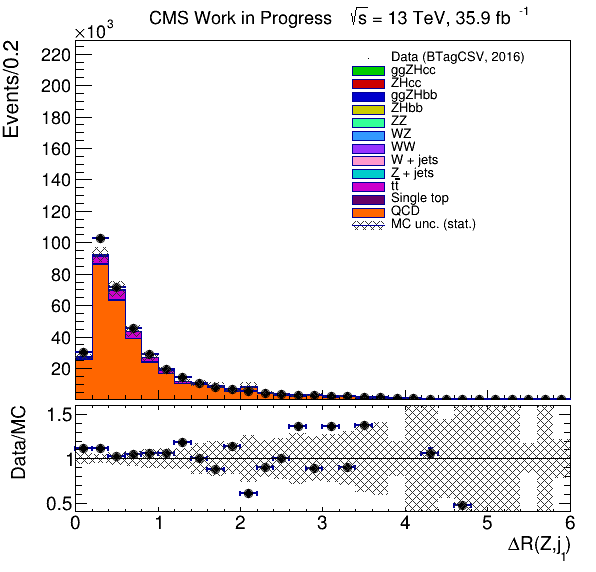 CMS Work in Progress √s = 13 TeV, 35.9 fb⁻¹
×10³
Events/0.2
220
200
180
160
140
120
100
80
60
40
20
Data (BTagCSV, 2016)
ggZHcc
ZHcc
ggZHbb
ZHbb
ZZ
WZ
WW
W + jets
Z + jets
tt̅
Single top
QCD
MC unc. (stat.)
Data/MC
1.5
1
0.5
0 1 2 3 4 5 6
ΔR(Z,j₁)